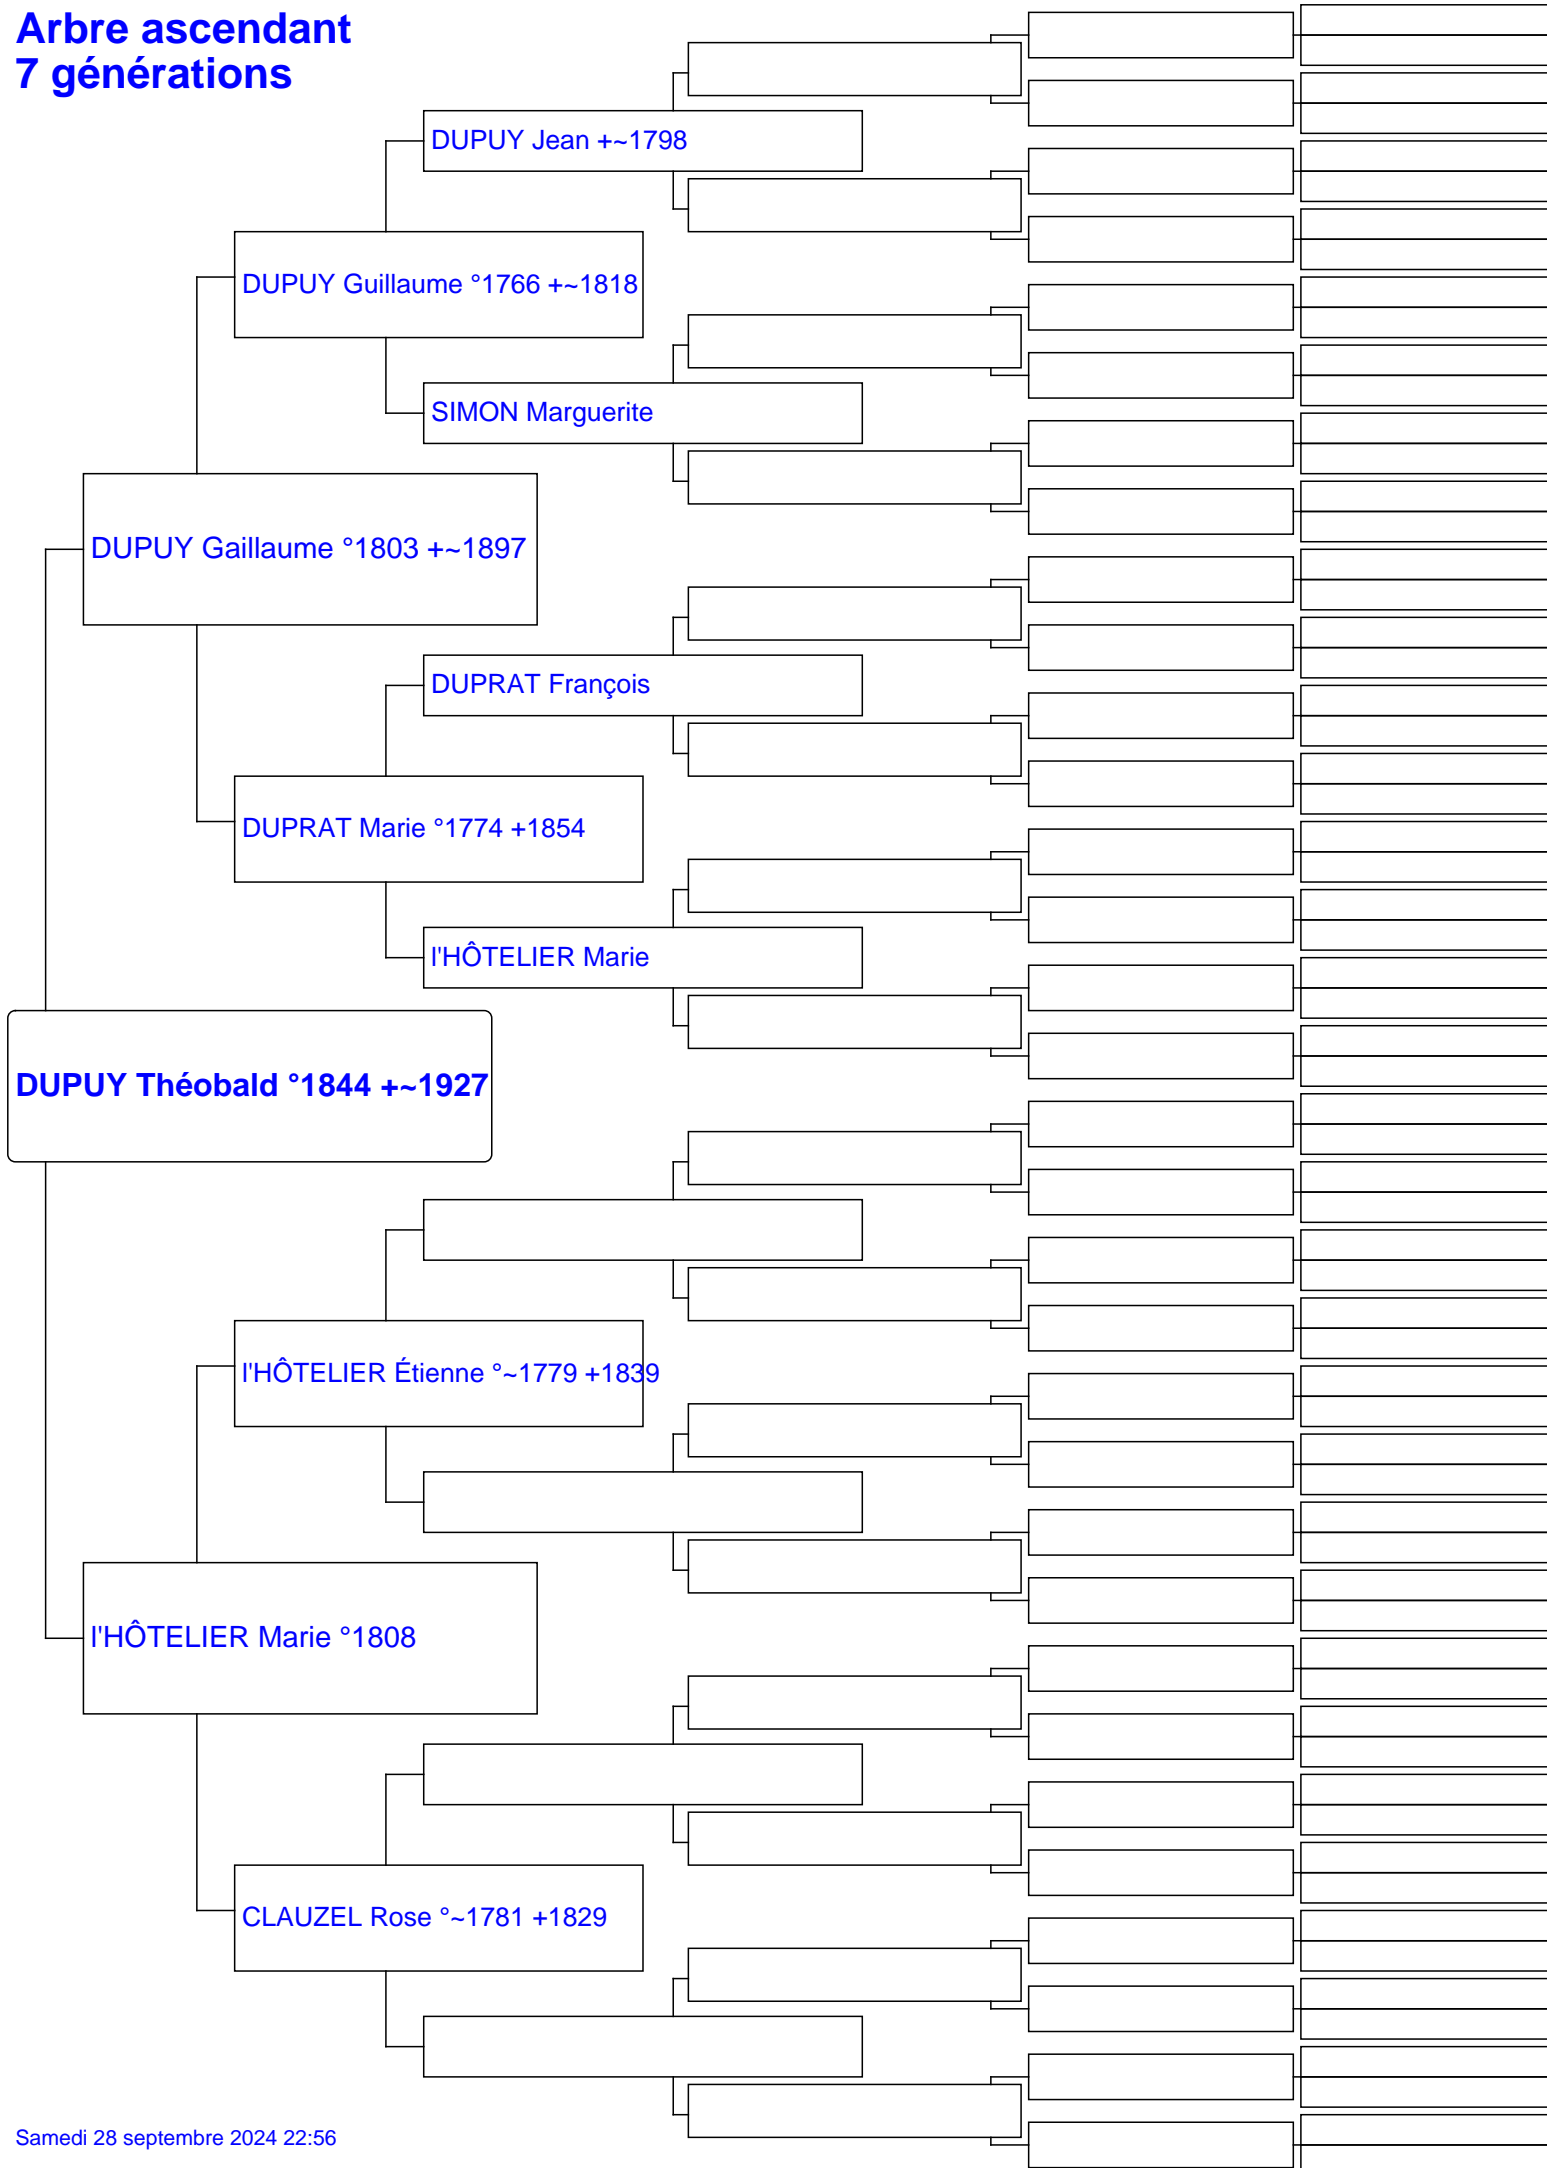 Arbre ascendant
7 générations
DUPUY Jean +~1798
DUPUY Guillaume °1766 +~1818
SIMON Marguerite
DUPUY Gaillaume °1803 +~1897
DUPRAT François
DUPRAT Marie °1774 +1854
l'HÔTELIER Marie
DUPUY Théobald °1844 +~1927
l'HÔTELIER Étienne °~1779 +1839
l'HÔTELIER Marie °1808
CLAUZEL Rose °~1781 +1829
Samedi 28 septembre 2024 22:56